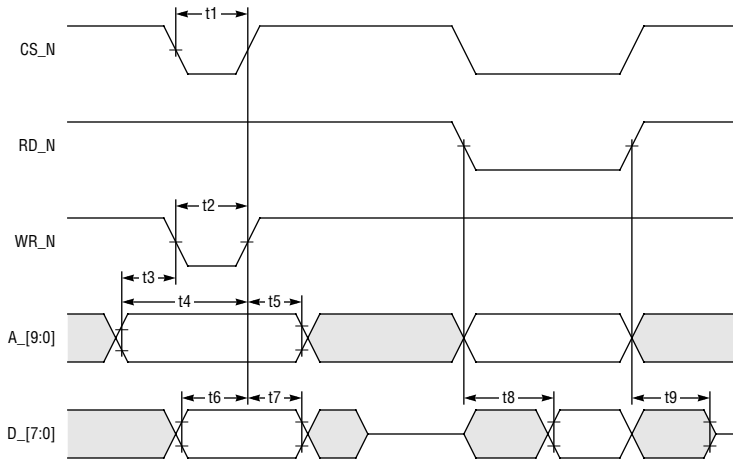 t1
CS_N
RD_N
t2
WR_N
t3
t4 t5
A_[9:0]
t6 t7 t8 t9
D_[7:0]